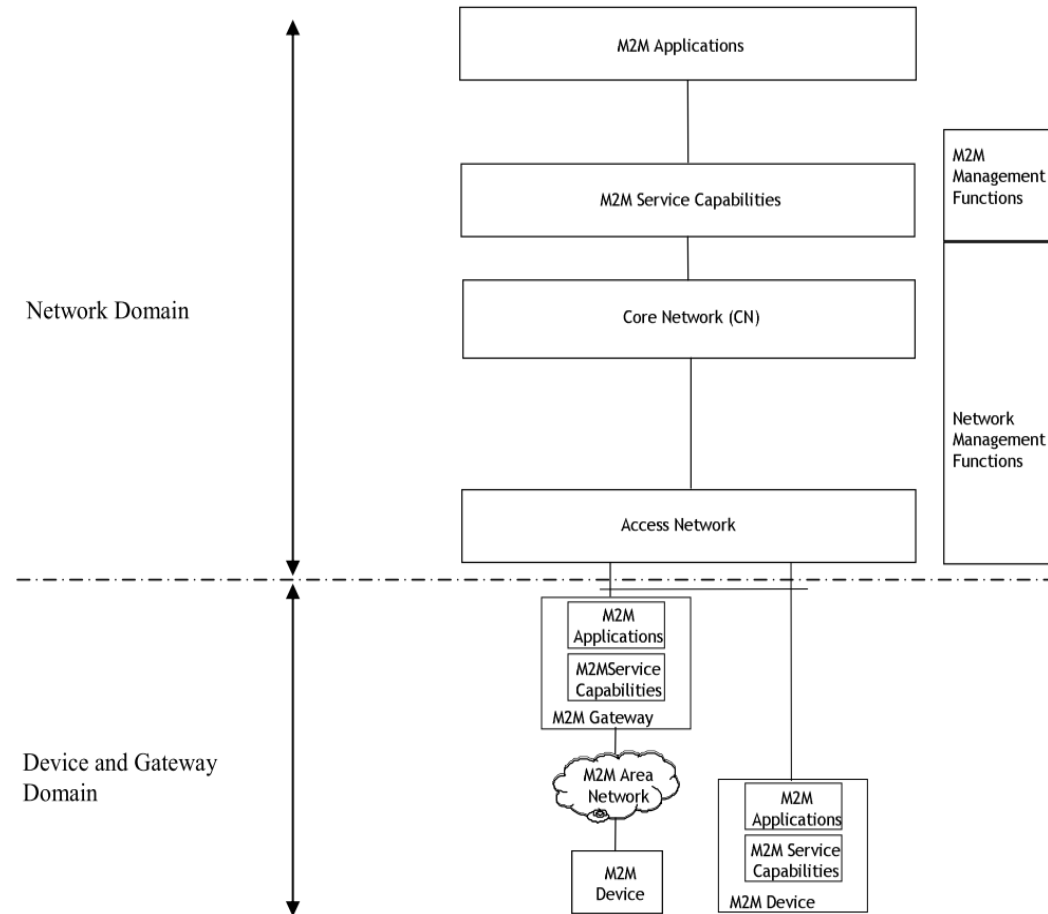 M2M Applications
M2M Service Capabilities
M2M
Management
Functions
Core Network (CN)
Network Domain
Network
Management
Functions
Access Network
M2M
Applications
M2MService
Capabilities
M2M Gateway
Device and Gateway
Domain
M2M Area
Network
M2M
Device
M2M
Applications
M2M Service
Capabilities
M2M Device